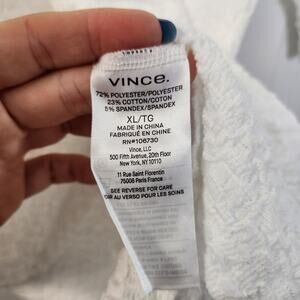 VINCE.
72% POLYESTER/POLYESTER
23% COTTON/COTON
5% SPANDEX/SPANDEX
XL/TG
MADE IN CHINA
FABRIQUÉ EN CHINE
RN#106730
Vince, LLC
500 Fifth Avenue, 20th Floor
New York, NY 10110
11 Rue Saint Florentin
75008 Paris France
SEE REVERSE FOR CARE
OIR AU VERSO POUR LES SOINS